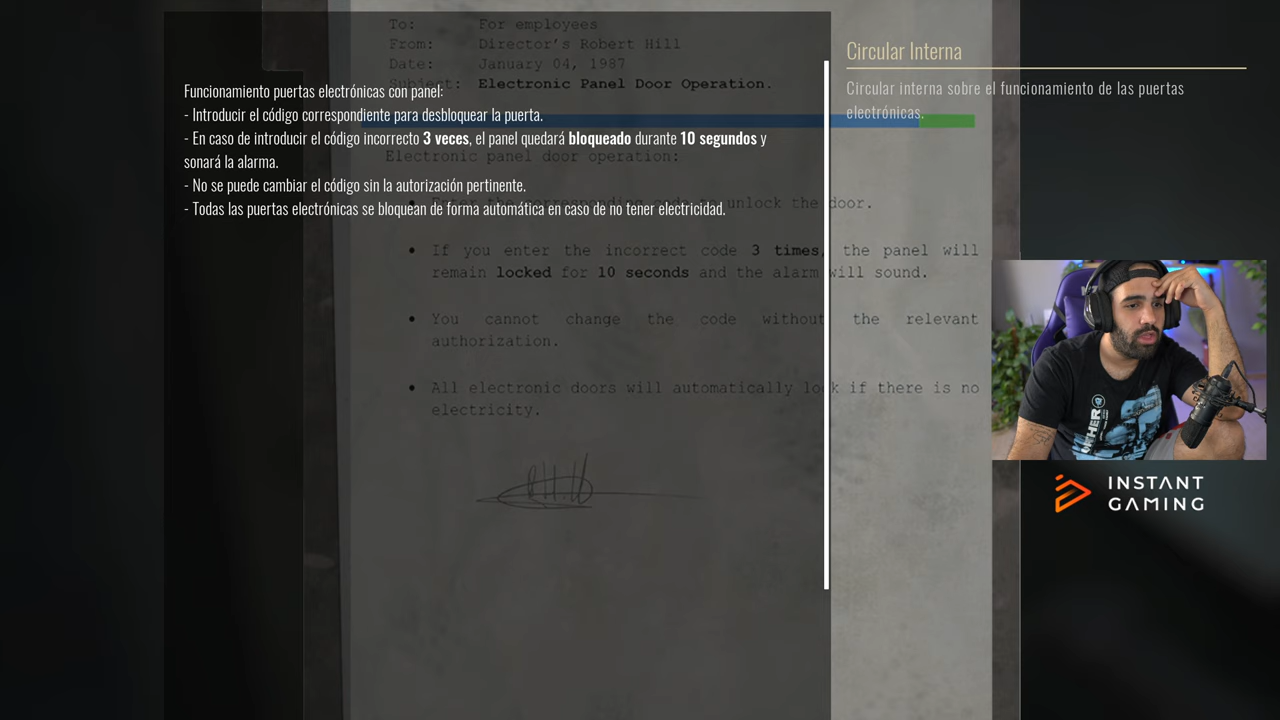 To: For employees
From: Director's Robert Hill
Date: January 04, 1987
Subject: Electronic Panel Door Operation.
Electronic panel door operation:
• Enter the corresponding code to unlock the door.
• If you enter the incorrect code 3 times, the panel will
remain locked for 10 seconds and the alarm will sound.
• You cannot change the code without the relevant
authorization.
• All electronic doors will automatically lock if there is no
electricity.
Funcionamiento puertas electrónicas con panel:
- Introducir el código correspondiente para desbloquear la puerta.
- En caso de introducir el código incorrecto 3 veces, el panel quedará bloqueado durante 10 segundos y
sonará la alarma.
- No se puede cambiar el código sin la autorización pertinente.
- Todas las puertas electrónicas se bloquean de forma automática en caso de no tener electricidad.
Circular Interna
Circular interna sobre el funcionamiento de las puertas
electrónicas.
INSTANT
GAMING